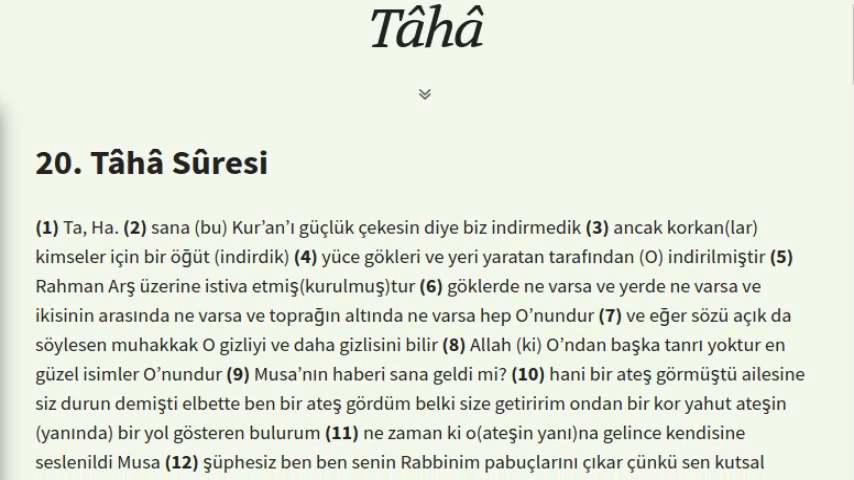 Tâhâ
20. Tâhâ Sûresi
(1) Ta, Ha. (2) sana (bu) Kur’an’ı güçlük çekesin diye biz indirmedik (3) ancak korkan(lar)
kimseler için bir öğüt (indirdik) (4) yüce gökleri ve yeri yaratan tarafından (O) indirilmiştir (5)
Rahman Arş üzerine istiva etmiş(kurulmuş)tur (6) göklerde ne varsa ve yerde ne varsa ve
ikisinin arasında ne varsa ve toprağın altında ne varsa hep O’nundur (7) ve eğer sözü açık da
söylesen muhakkak O gizliyi ve daha gizlisini bilir (8) Allah (ki) O’ndan başka tanrı yoktur en
güzel isimler O’nundur (9) Musa’nın haberi sana geldi mi? (10) hani bir ateş görmüştü ailesine
siz durun demişti elbette ben bir ateş gördüm belki size getiririm ondan bir kor yahut ateşin
(yanında) bir yol gösteren bulurum (11) ne zaman ki o(ateşin yanı)na gelince kendisine
seslenildi Musa (12) şüphesiz ben ben senin Rabbinim pabuçlarını çıkar çünkü sen kutsal